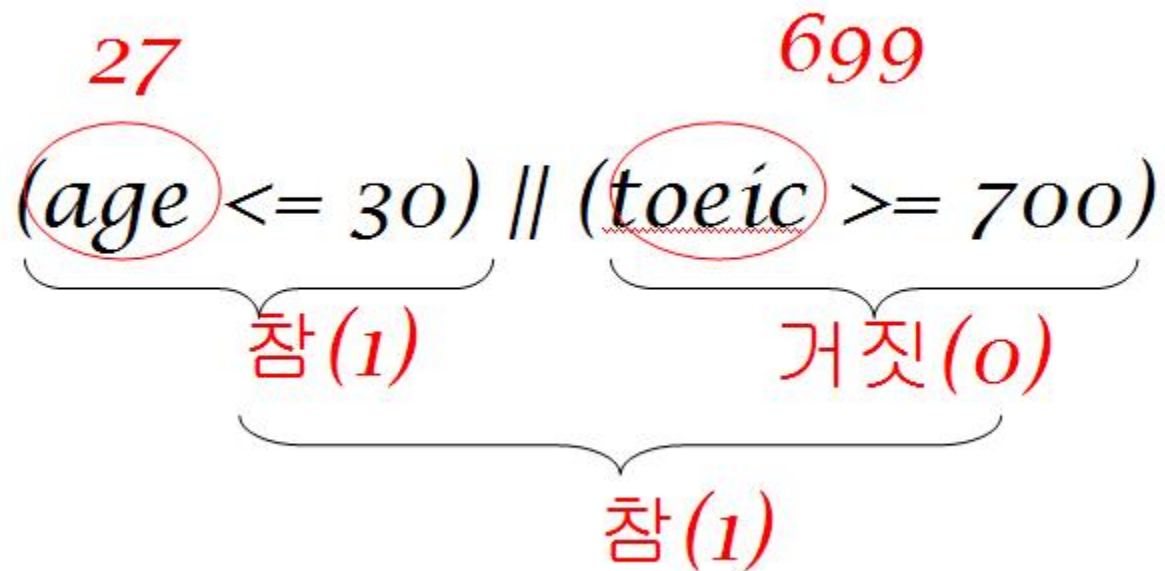 27 699
(age <= 30) || (toeic >= 700)
참(1) 거짓(0)
참(1)